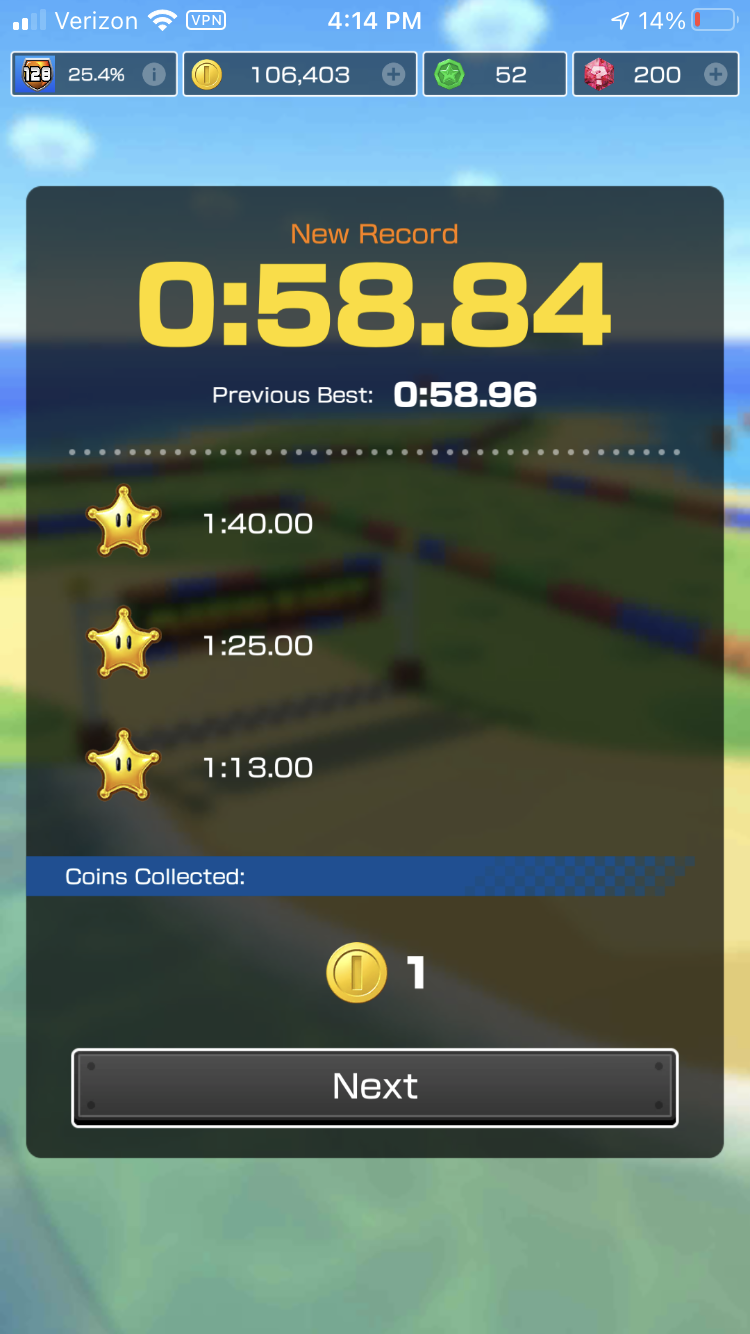 Verizon VPN 4:14 PM 14%
128 25.4% i 106,403 + 52 ? 200 +
New Record
0:58.84
Previous Best: 0:58.96
1:40.00
1:25.00
1:13.00
Coins Collected:
1
Next